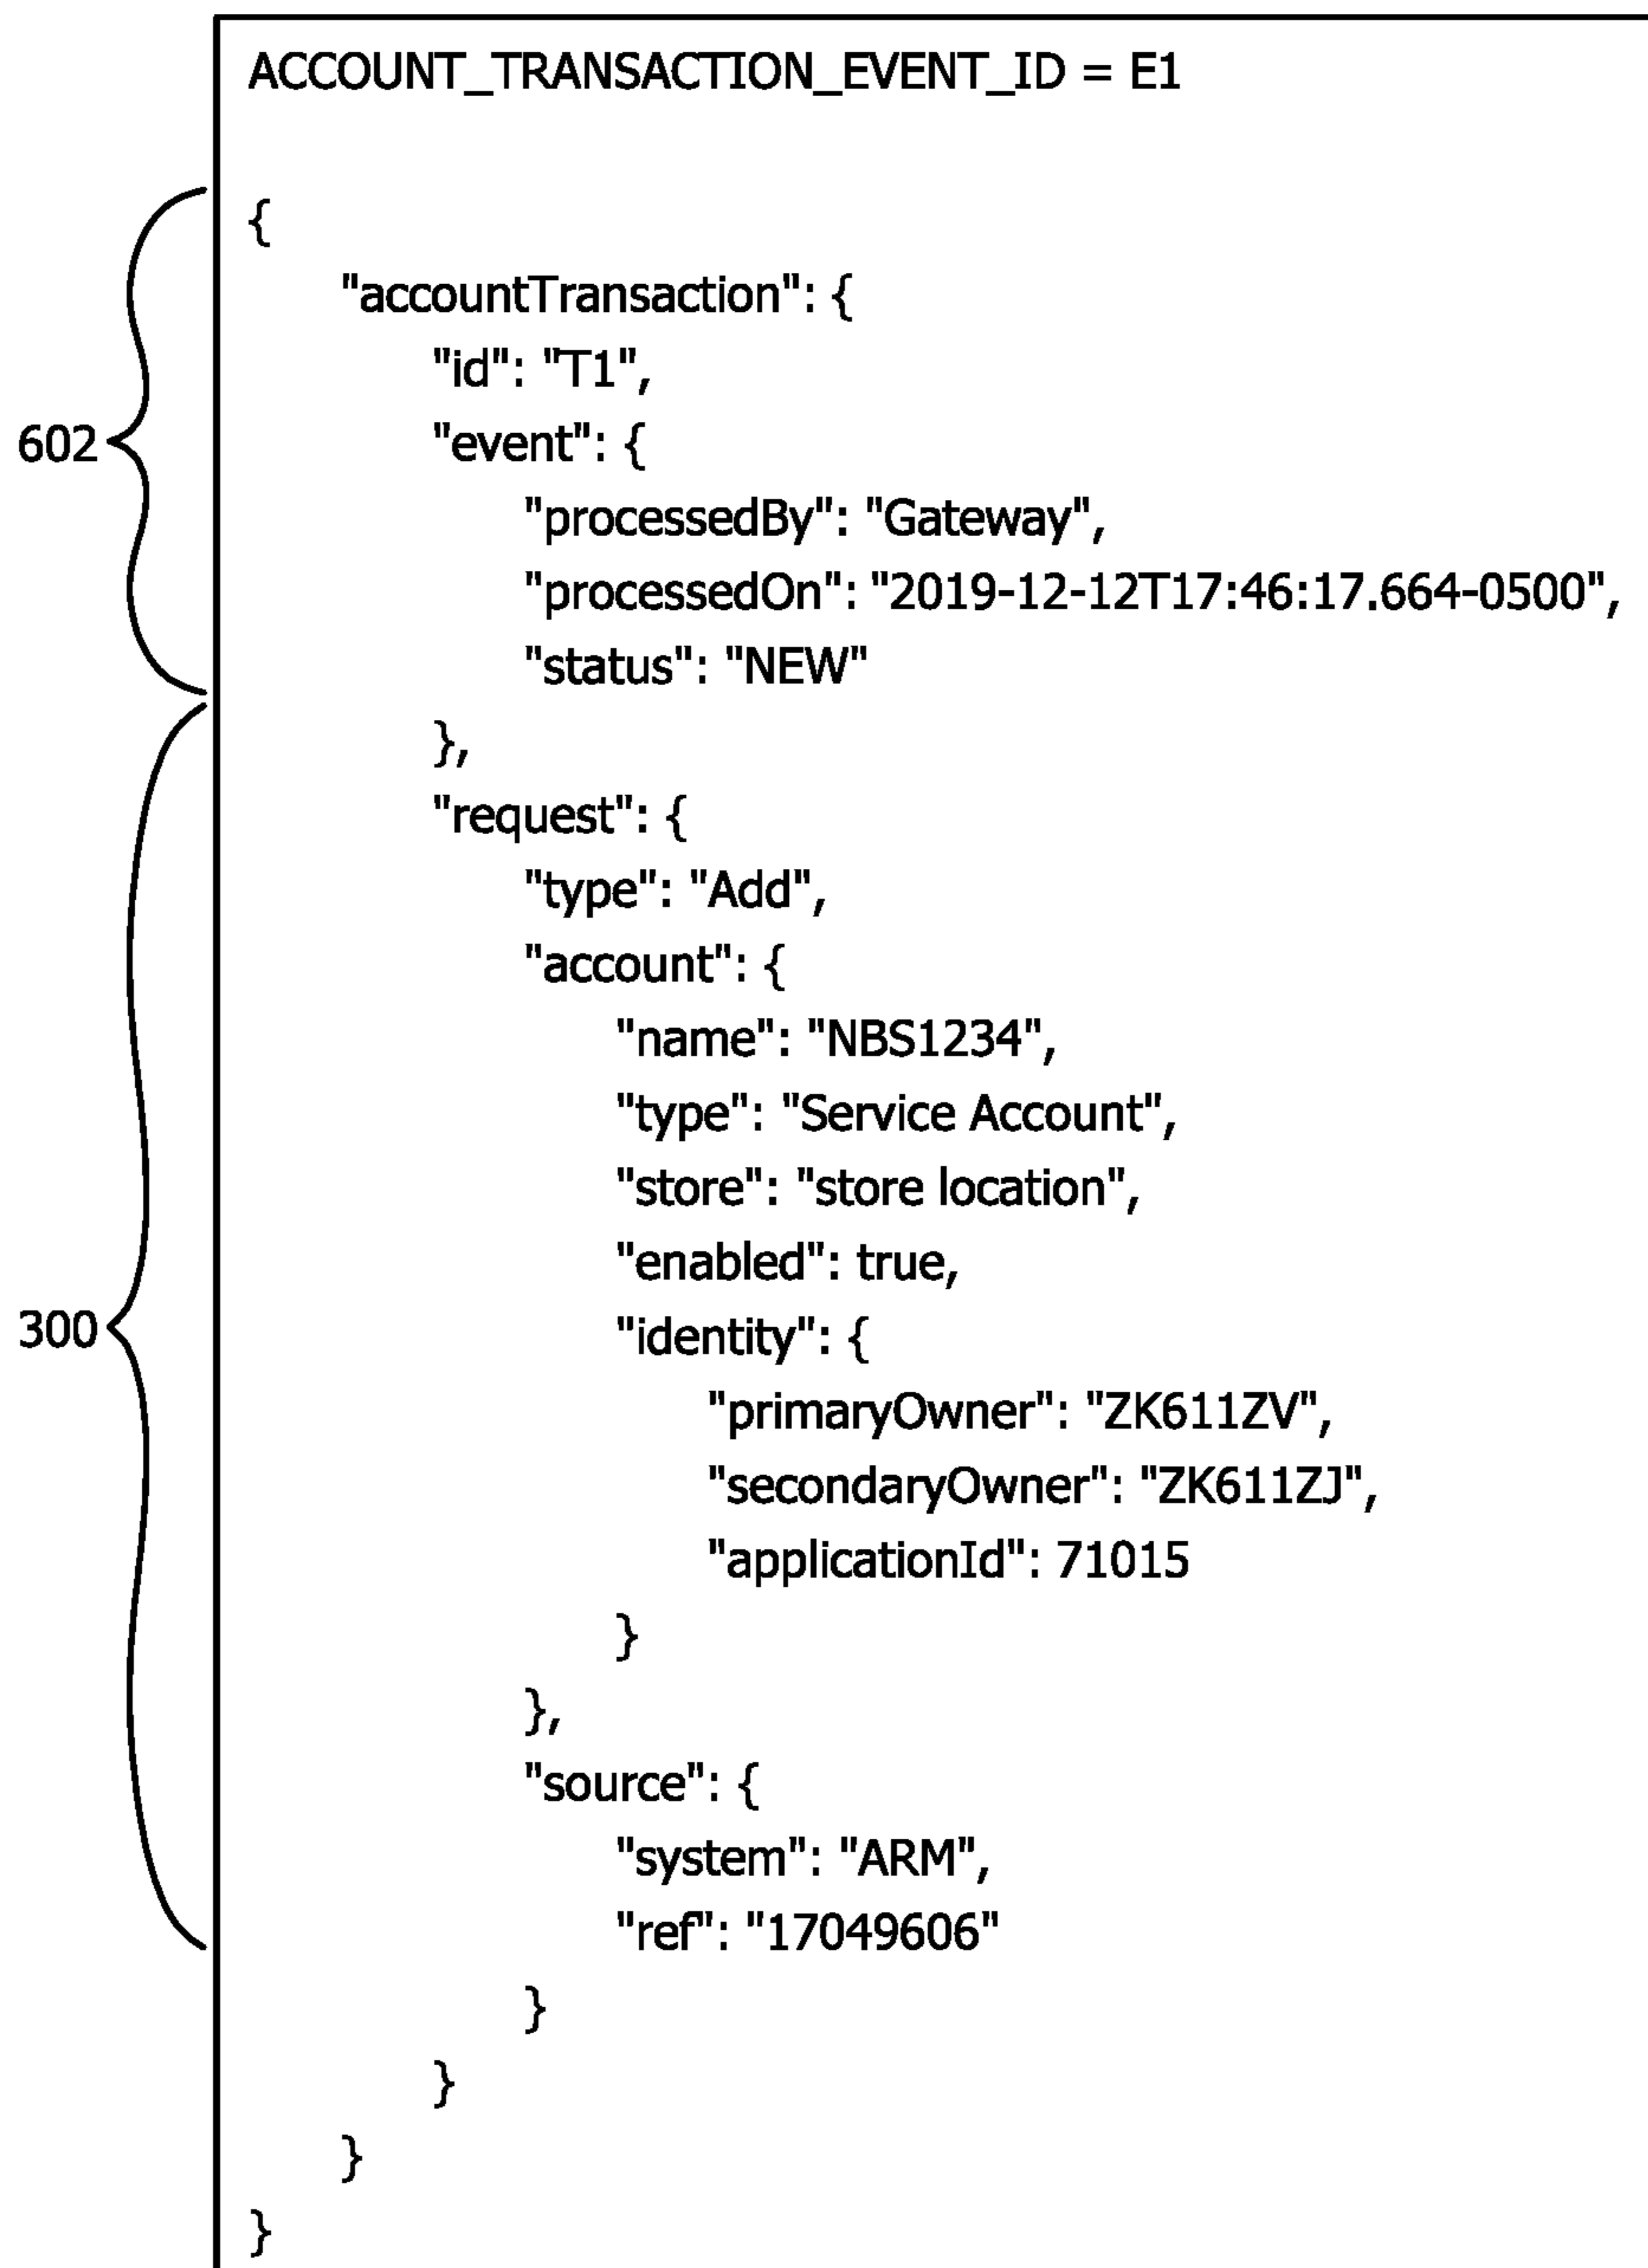 ACCOUNT_TRANSACTION_EVENT_ID = E1
{
"accountTransaction": {
"id": "T1",
"event": {
602
"processedBy": "Gateway",
"processedOn": "2019-12-12T17:46:17.664-0500",
"status": "NEW"
},
"request": {
"type": "Add",
"account": {
"name": "NBS1234",
"type": "Service Account",
"store": "store location",
"enabled": true,
300
"identity": {
"primaryOwner": "ZK611ZV",
"secondaryOwner": "ZK611ZJ",
"applicationId": 71015
}
},
"source": {
"system": "ARM",
"ref": "17049606"
}
}
}
}